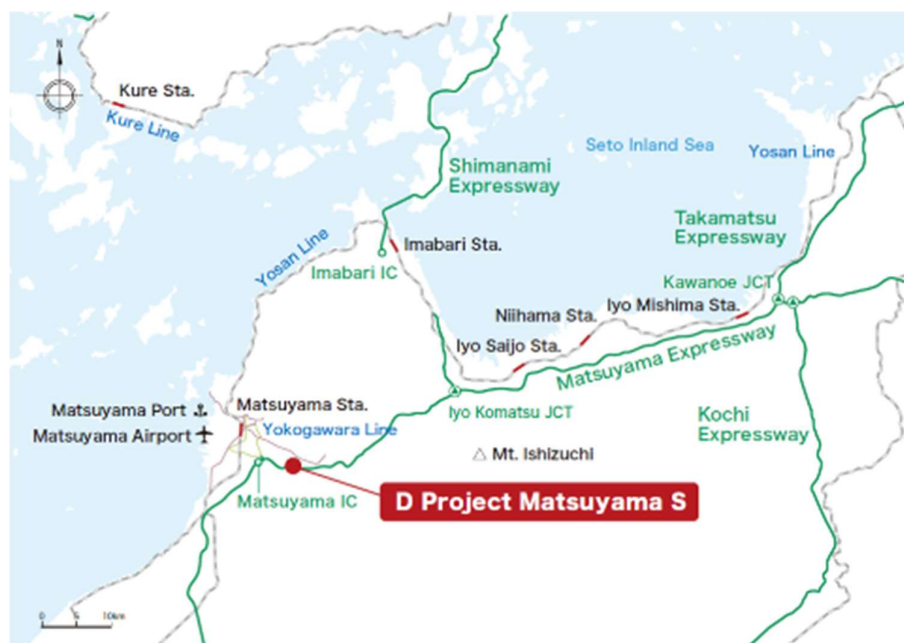 N
Kure Sta.
Kure Line
Seto Inland Sea
Yosan Line
Shimanami
Expressway
Takamatsu
Expressway
Yosan Line
Imabari Sta.
Imabari IC
Kawanoe JCT
Niihama Sta.
Iyo Mishima Sta.
Iyo Saijo Sta.
Matsuyama Expressway
Matsuyama Port
Matsuyama Sta.
Iyo Komatsu JCT
Kochi
Expressway
Matsuyama Airport
Yokogawara Line
Mt. Ishizuchi
Matsuyama IC
D Project Matsuyama S
0 5 10km